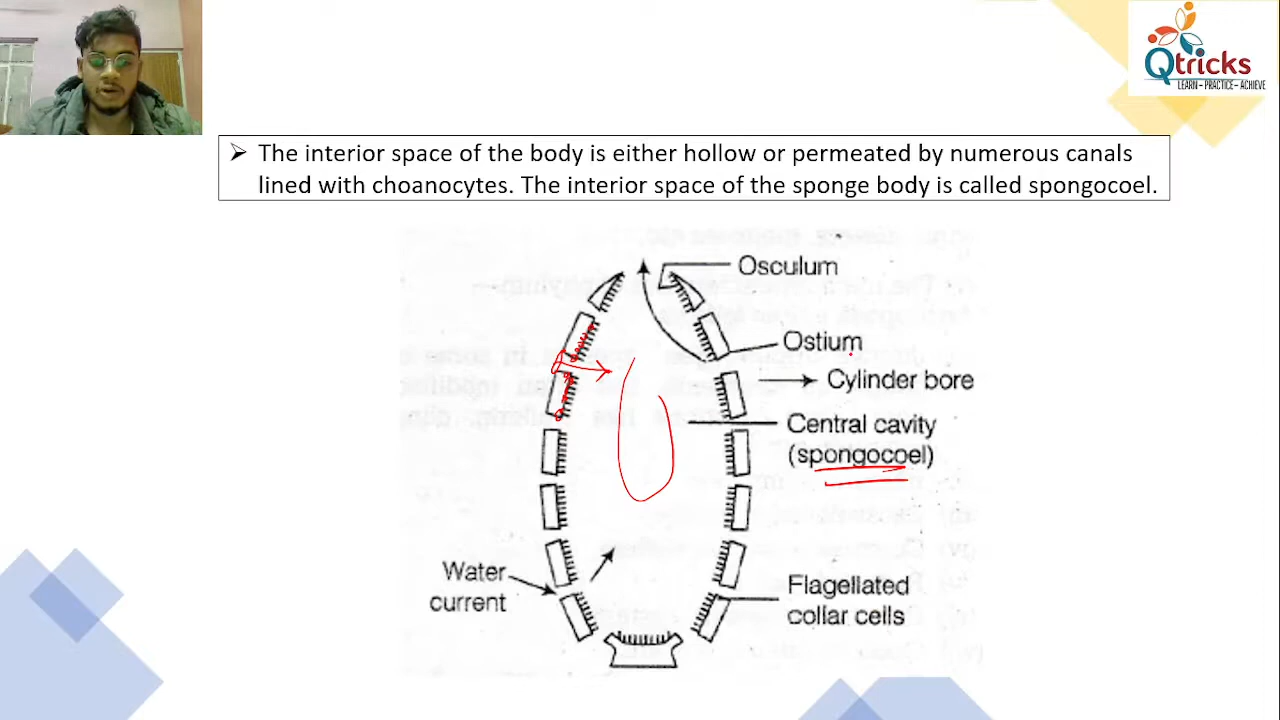 Qtricks
LEARN – PRACTICE – ACHIEVE
➢ The interior space of the body is either hollow or permeated by numerous canals
lined with choanocytes. The interior space of the sponge body is called spongocoel.
Osculum
Ostium
Cylinder bore
Central cavity
(spongocoel)
Water
current
Flagellated
collar cells